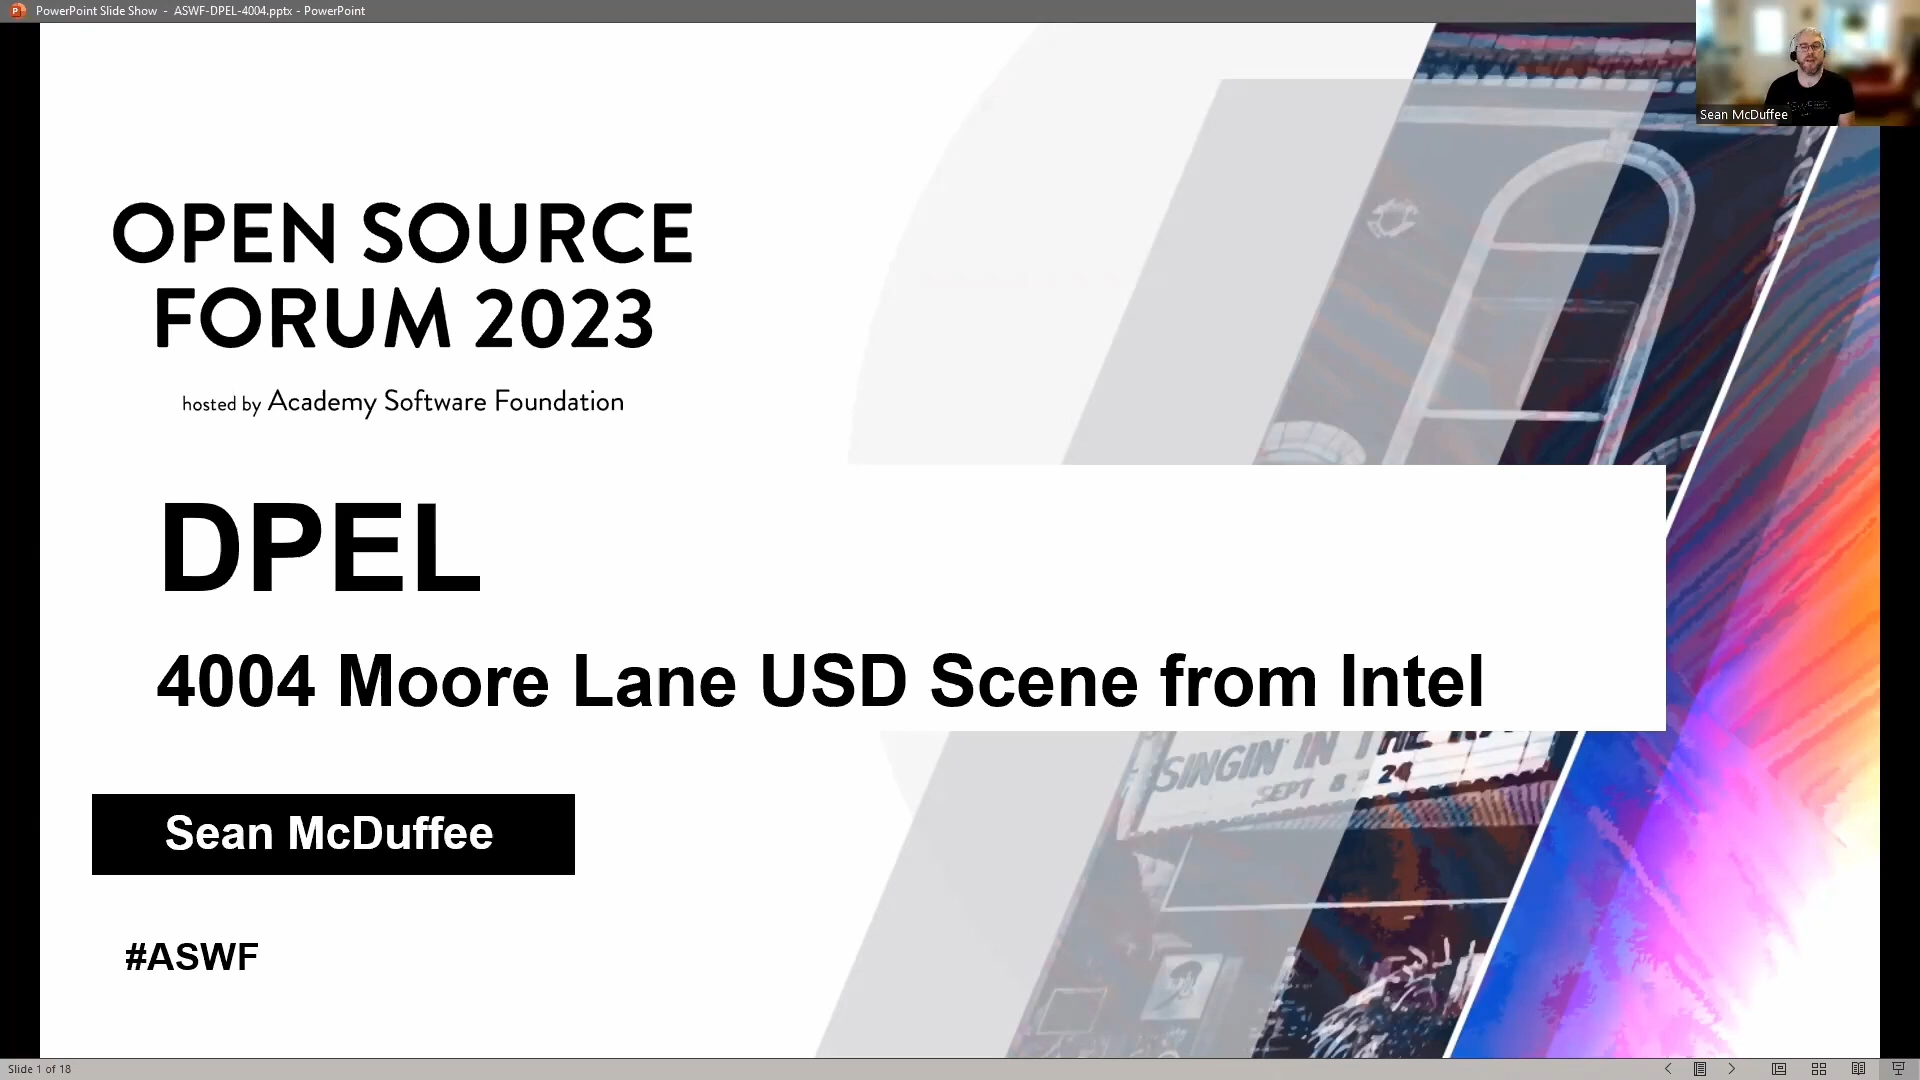 PowerPoint Slide Show - ASWF-DPEL-4004.pptx - PowerPoint
Sean McDuffee
OPEN SOURCE
FORUM 2023
hosted by Academy Software Foundation
DPEL
4004 Moore Lane USD Scene from Intel
SINGIN' IN THE
SEPT 8 24
Sean McDuffee
#ASWF
Slide 1 of 18